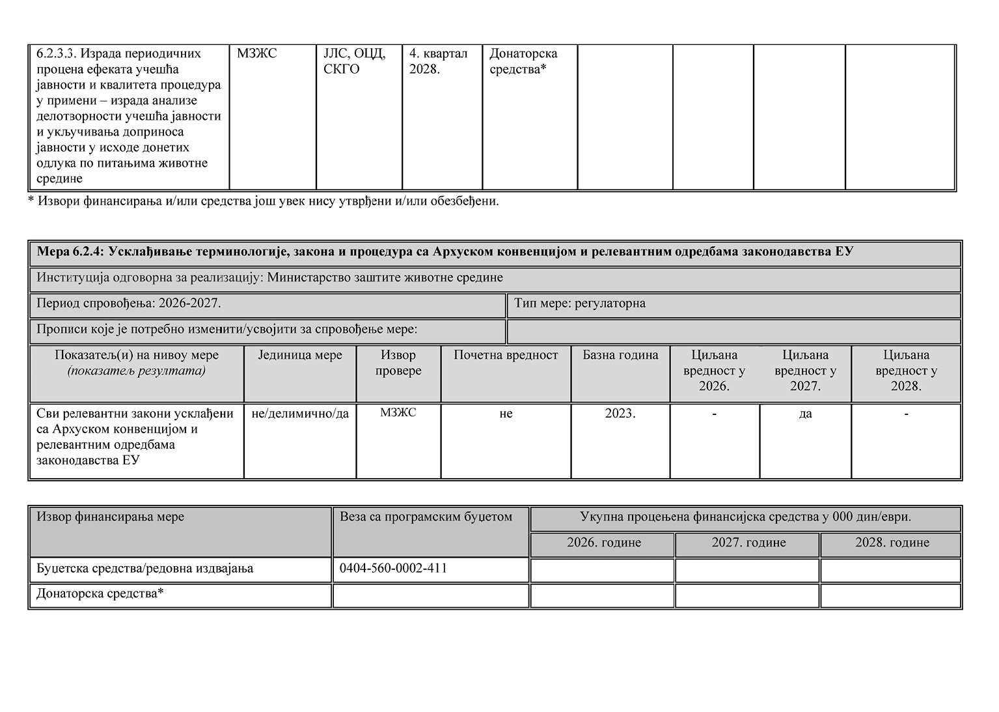 6.2.3.3. Израда периодичних
процена ефеката учешћа
јавности и квалитета процедура
у примени – израда анализе
делотворности учешћа јавности
и укључивања доприноса
јавности у исходе донетих
одлука по питањима животне
средине
МЗЖС
ЈЛС, ОЦД,
СКГО
4. квартал
2028.
Донаторска
средства*
* Извори финансирања и/или средства још увек нису утврђени и/или обезбеђени.
Мера 6.2.4: Усклађивање терминологије, закона и процедура са Архуском конвенцијом и релевантним одредбама законодавства ЕУ
Институција одговорна за реализацију: Министарство заштите животне средине
Период спровођења: 2026-2027.
Тип мере: регулаторна
Прописи које је потребно изменити/усвојити за спровођење мере:
Показатељ(и) на нивоу мере
(показатељ резултата)
Јединица мере
Извор
провере
Почетна вредност
Базна година
Циљана
вредност у
2026.
Циљана
вредност у
2027.
Циљана
вредност у
2028.
Сви релевантни закони усклађени
са Архуском конвенцијом и
релевантним одредбама
законодавства ЕУ
не/делимично/да
МЗЖС
не
2023.
-
да
-
Извор финансирања мере
Веза са програмским буџетом
Укупна процењена финансијска средства у 000 дин/еври.
2026. године
2027. године
2028. године
Буџетска средства/редовна издвајања
0404-560-0002-411
Донаторска средства*